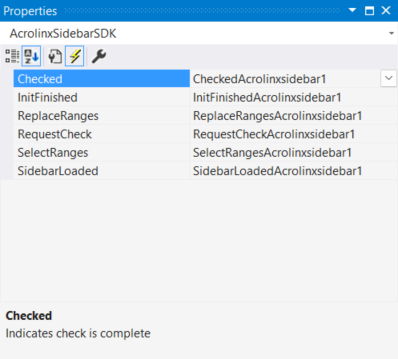 Properties
AcrolinxSidebarSDK
Checked CheckedAcrolinxsidebar1
InitFinished InitFinishedAcrolinxsidebar1
ReplaceRanges ReplaceRangesAcrolinxsidebar1
RequestCheck RequestCheckAcrolinxsidebar1
SelectRanges SelectRangesAcrolinxsidebar1
SidebarLoaded SidebarLoadedAcrolinxsidebar1
Checked
Indicates check is complete